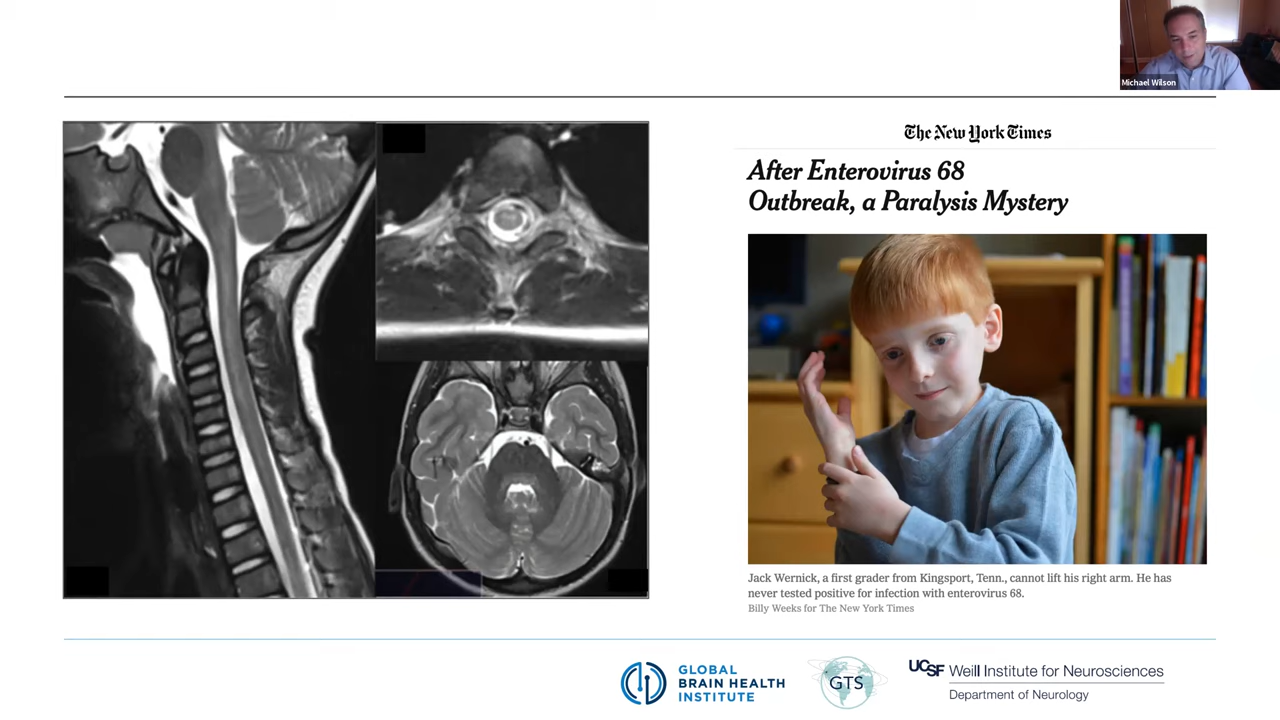 Michael Wilson
The New York Times
After Enterovirus 68
Outbreak, a Paralysis Mystery
Jack Wernick, a first grader from Kingsport, Tenn., cannot lift his right arm. He has
never tested positive for infection with enterovirus 68.
Billy Weeks for The New York Times
GLOBAL
BRAIN HEALTH
INSTITUTE
GTS
UCSF Weill Institute for Neurosciences
Department of Neurology